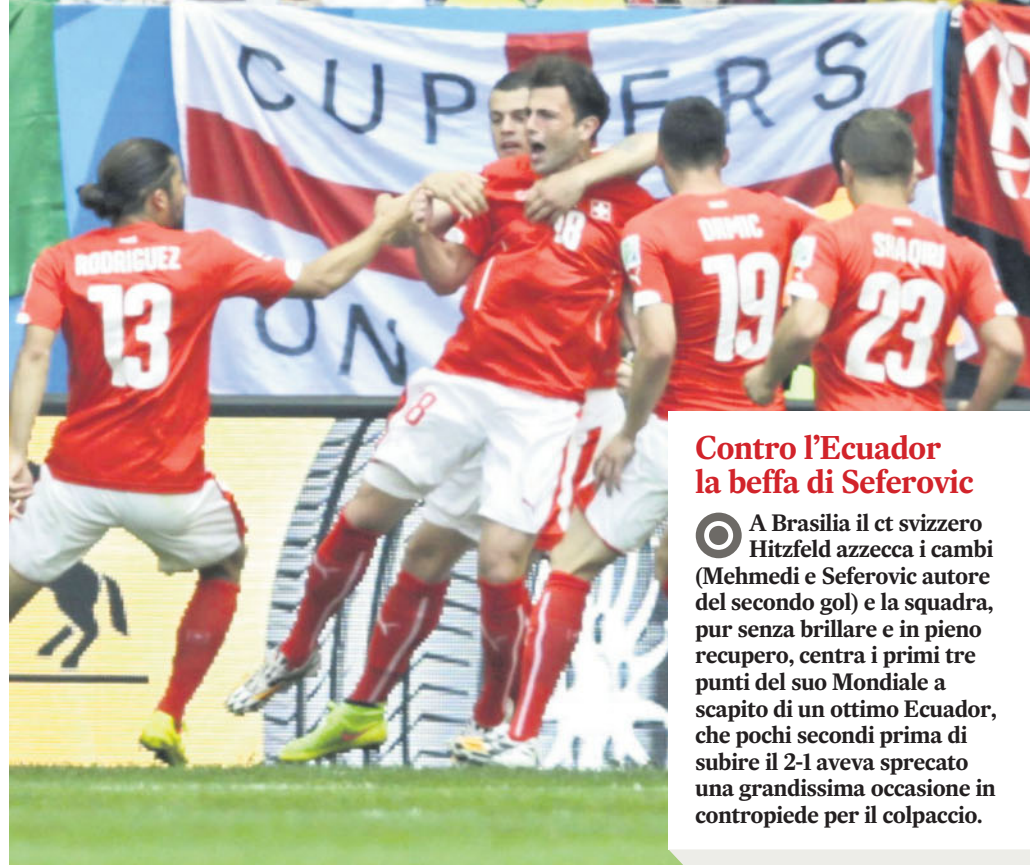 CUP ERS
ON
RODRIGUEZ
13
18
DRMIC
19
SHAQIRI
23
8
Contro l'Ecuador
la beffa di Seferovic
A Brasilia il ct svizzero
Hitzfeld azzecca i cambi
(Mehmedi e Seferovic autore
del secondo gol) e la squadra,
pur senza brillare e in pieno
recupero, centra i primi tre
punti del suo Mondiale a
scapito di un ottimo Ecuador,
che pochi secondi prima di
subire il 2-1 aveva sprecato
una grandissima occasione in
contropiede per il colpaccio.